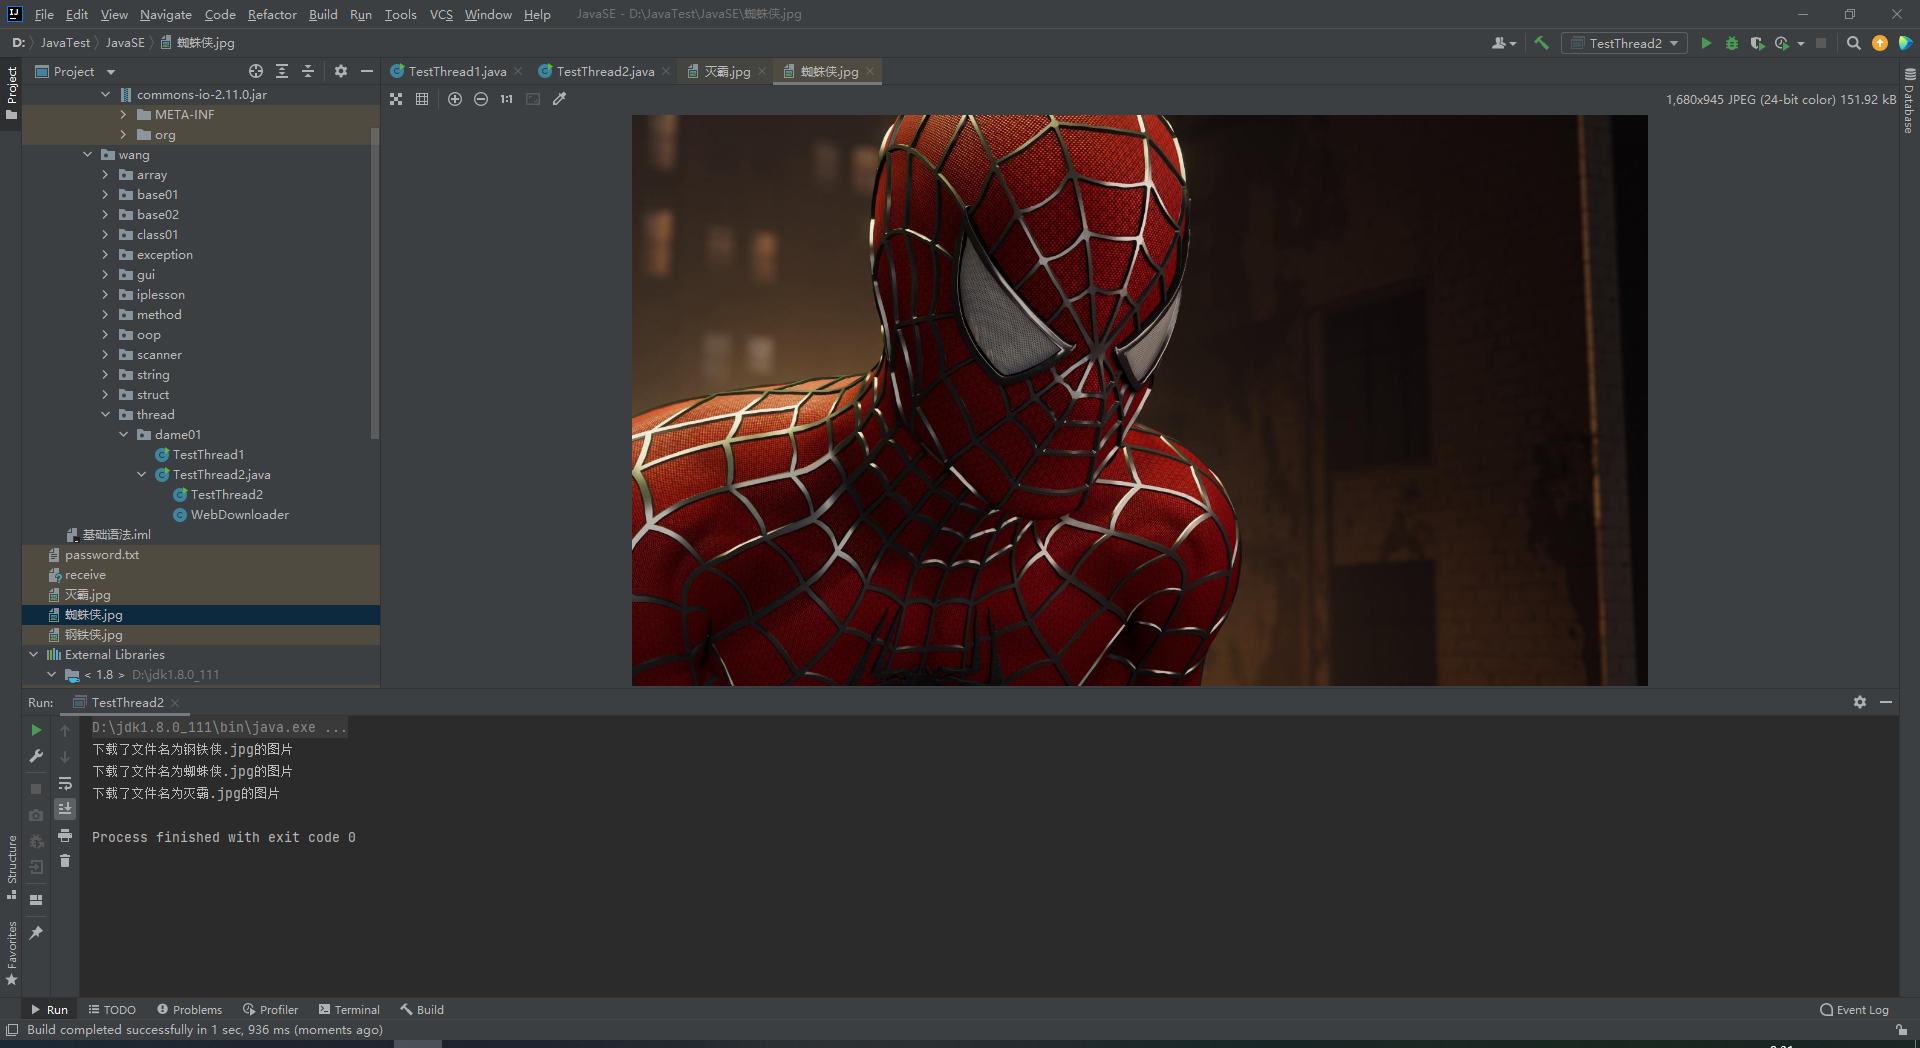 File Edit View Navigate Code Refactor Build Run Tools VCS Window Help JavaSE - D:\JavaTest\JavaSE\蜘蛛侠.jpg
D: JavaTest JavaSE 蜘蛛侠.jpg TestThread2
Project TestThread1.java TestThread2.java 灭霸.jpg 蜘蛛侠.jpg
1:1 1,680x945 JPEG (24-bit color) 151.92 kB
Project
Database
commons-io-2.11.0.jar
META-INF
org
wang
array
base01
base02
class01
exception
gui
iplesson
method
oop
scanner
string
struct
thread
dame01
TestThread1
TestThread2.java
TestThread2
WebDownloader
基础语法.iml
password.txt
receive
灭霸.jpg
蜘蛛侠.jpg
钢铁侠.jpg
External Libraries
< 1.8 > D:\jdk1.8.0_111
Run: TestThread2
D:\jdk1.8.0_111\bin\java.exe ...
下载了文件名为钢铁侠.jpg的图片
下载了文件名为蜘蛛侠.jpg的图片
下载了文件名为灭霸.jpg的图片
Process finished with exit code 0
Structure
Favorites
Run TODO Problems Profiler Terminal Build Event Log
Build completed successfully in 1 sec, 936 ms (moments ago)